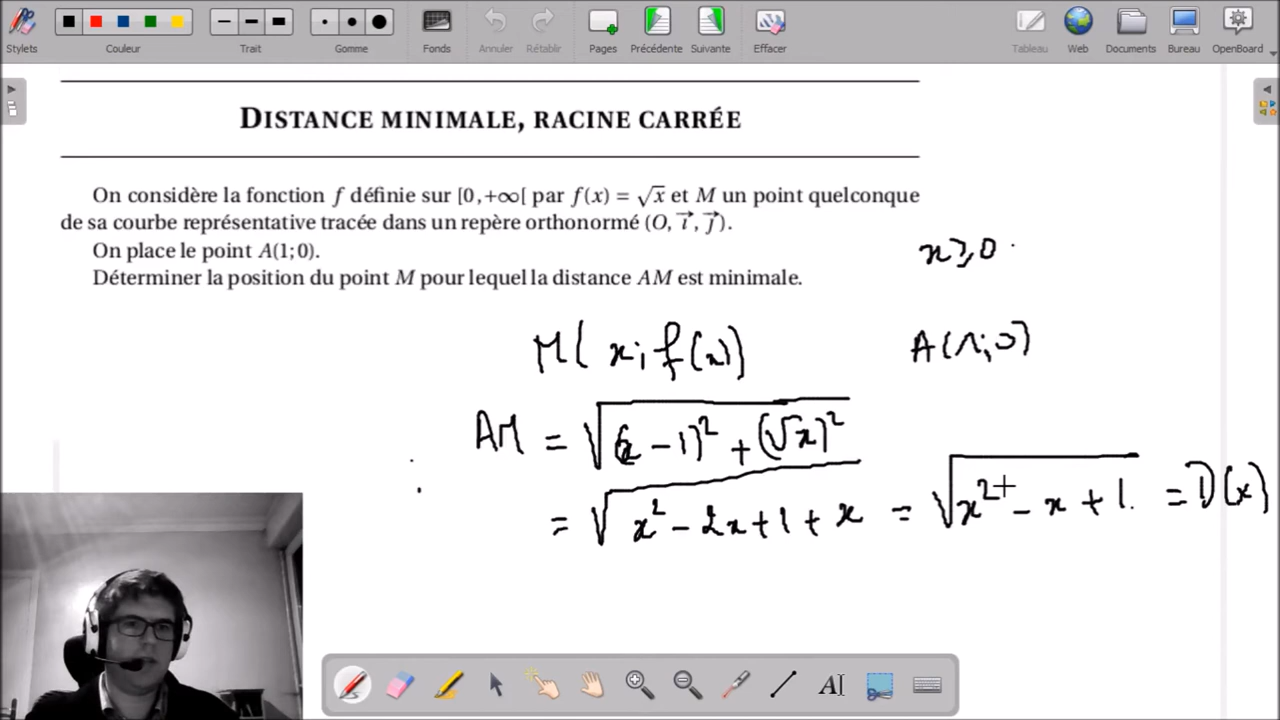 Stylets Couleur Trait Gomme Fonds Annuler Rétablir Pages Précédente Suivante Effacer Tableau Web Documents Bureau OpenBoard
DISTANCE MINIMALE, RACINE CARRÉE
On considère la fonction f définie sur [0,+∞[ par f(x) = √x et M un point quelconque
de sa courbe représentative tracée dans un repère orthonormé (O, i⃗, j⃗).
On place le point A(1;0).
Déterminer la position du point M pour lequel la distance AM est minimale.
x ⩾ 0
M( x; f(x)) A(1;0)
AM = √((x − 1)² + (√x)²)
= √(x² − 2x + 1 + x) = √(x² − x + 1) = D(x)
AI